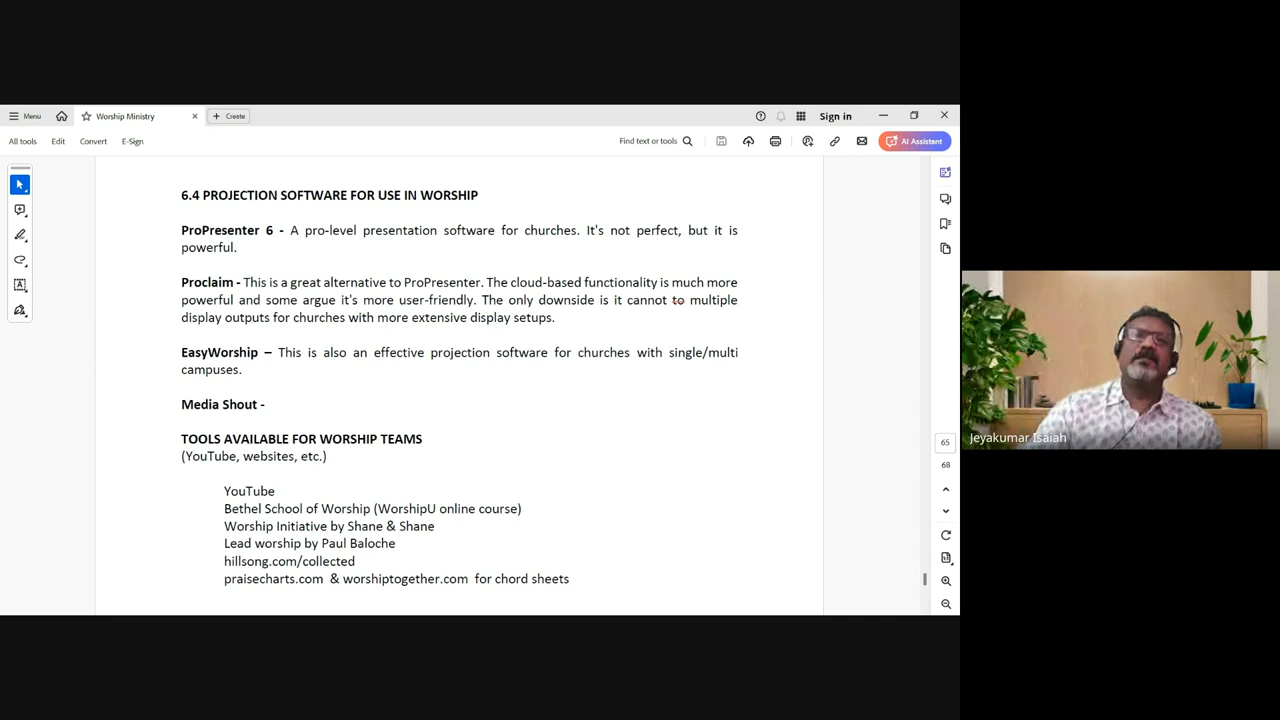 Menu
Worship Ministry
Create
Sign in
All tools
Edit
Convert
E-Sign
Find text or tools
AI Assistant
6.4 PROJECTION SOFTWARE FOR USE IN WORSHIP
ProPresenter 6 - A pro-level presentation software for churches. It's not perfect, but it is
powerful.
Proclaim - This is a great alternative to ProPresenter. The cloud-based functionality is much more
powerful and some argue it's more user-friendly. The only downside is it cannot to multiple
display outputs for churches with more extensive display setups.
EasyWorship – This is also an effective projection software for churches with single/multi
campuses.
Media Shout -
TOOLS AVAILABLE FOR WORSHIP TEAMS
(YouTube, websites, etc.)
YouTube
Bethel School of Worship (WorshipU online course)
Worship Initiative by Shane & Shane
Lead worship by Paul Baloche
hillsong.com/collected
praisecharts.com & worshiptogether.com for chord sheets
65
68
Jeyakumar Isaiah